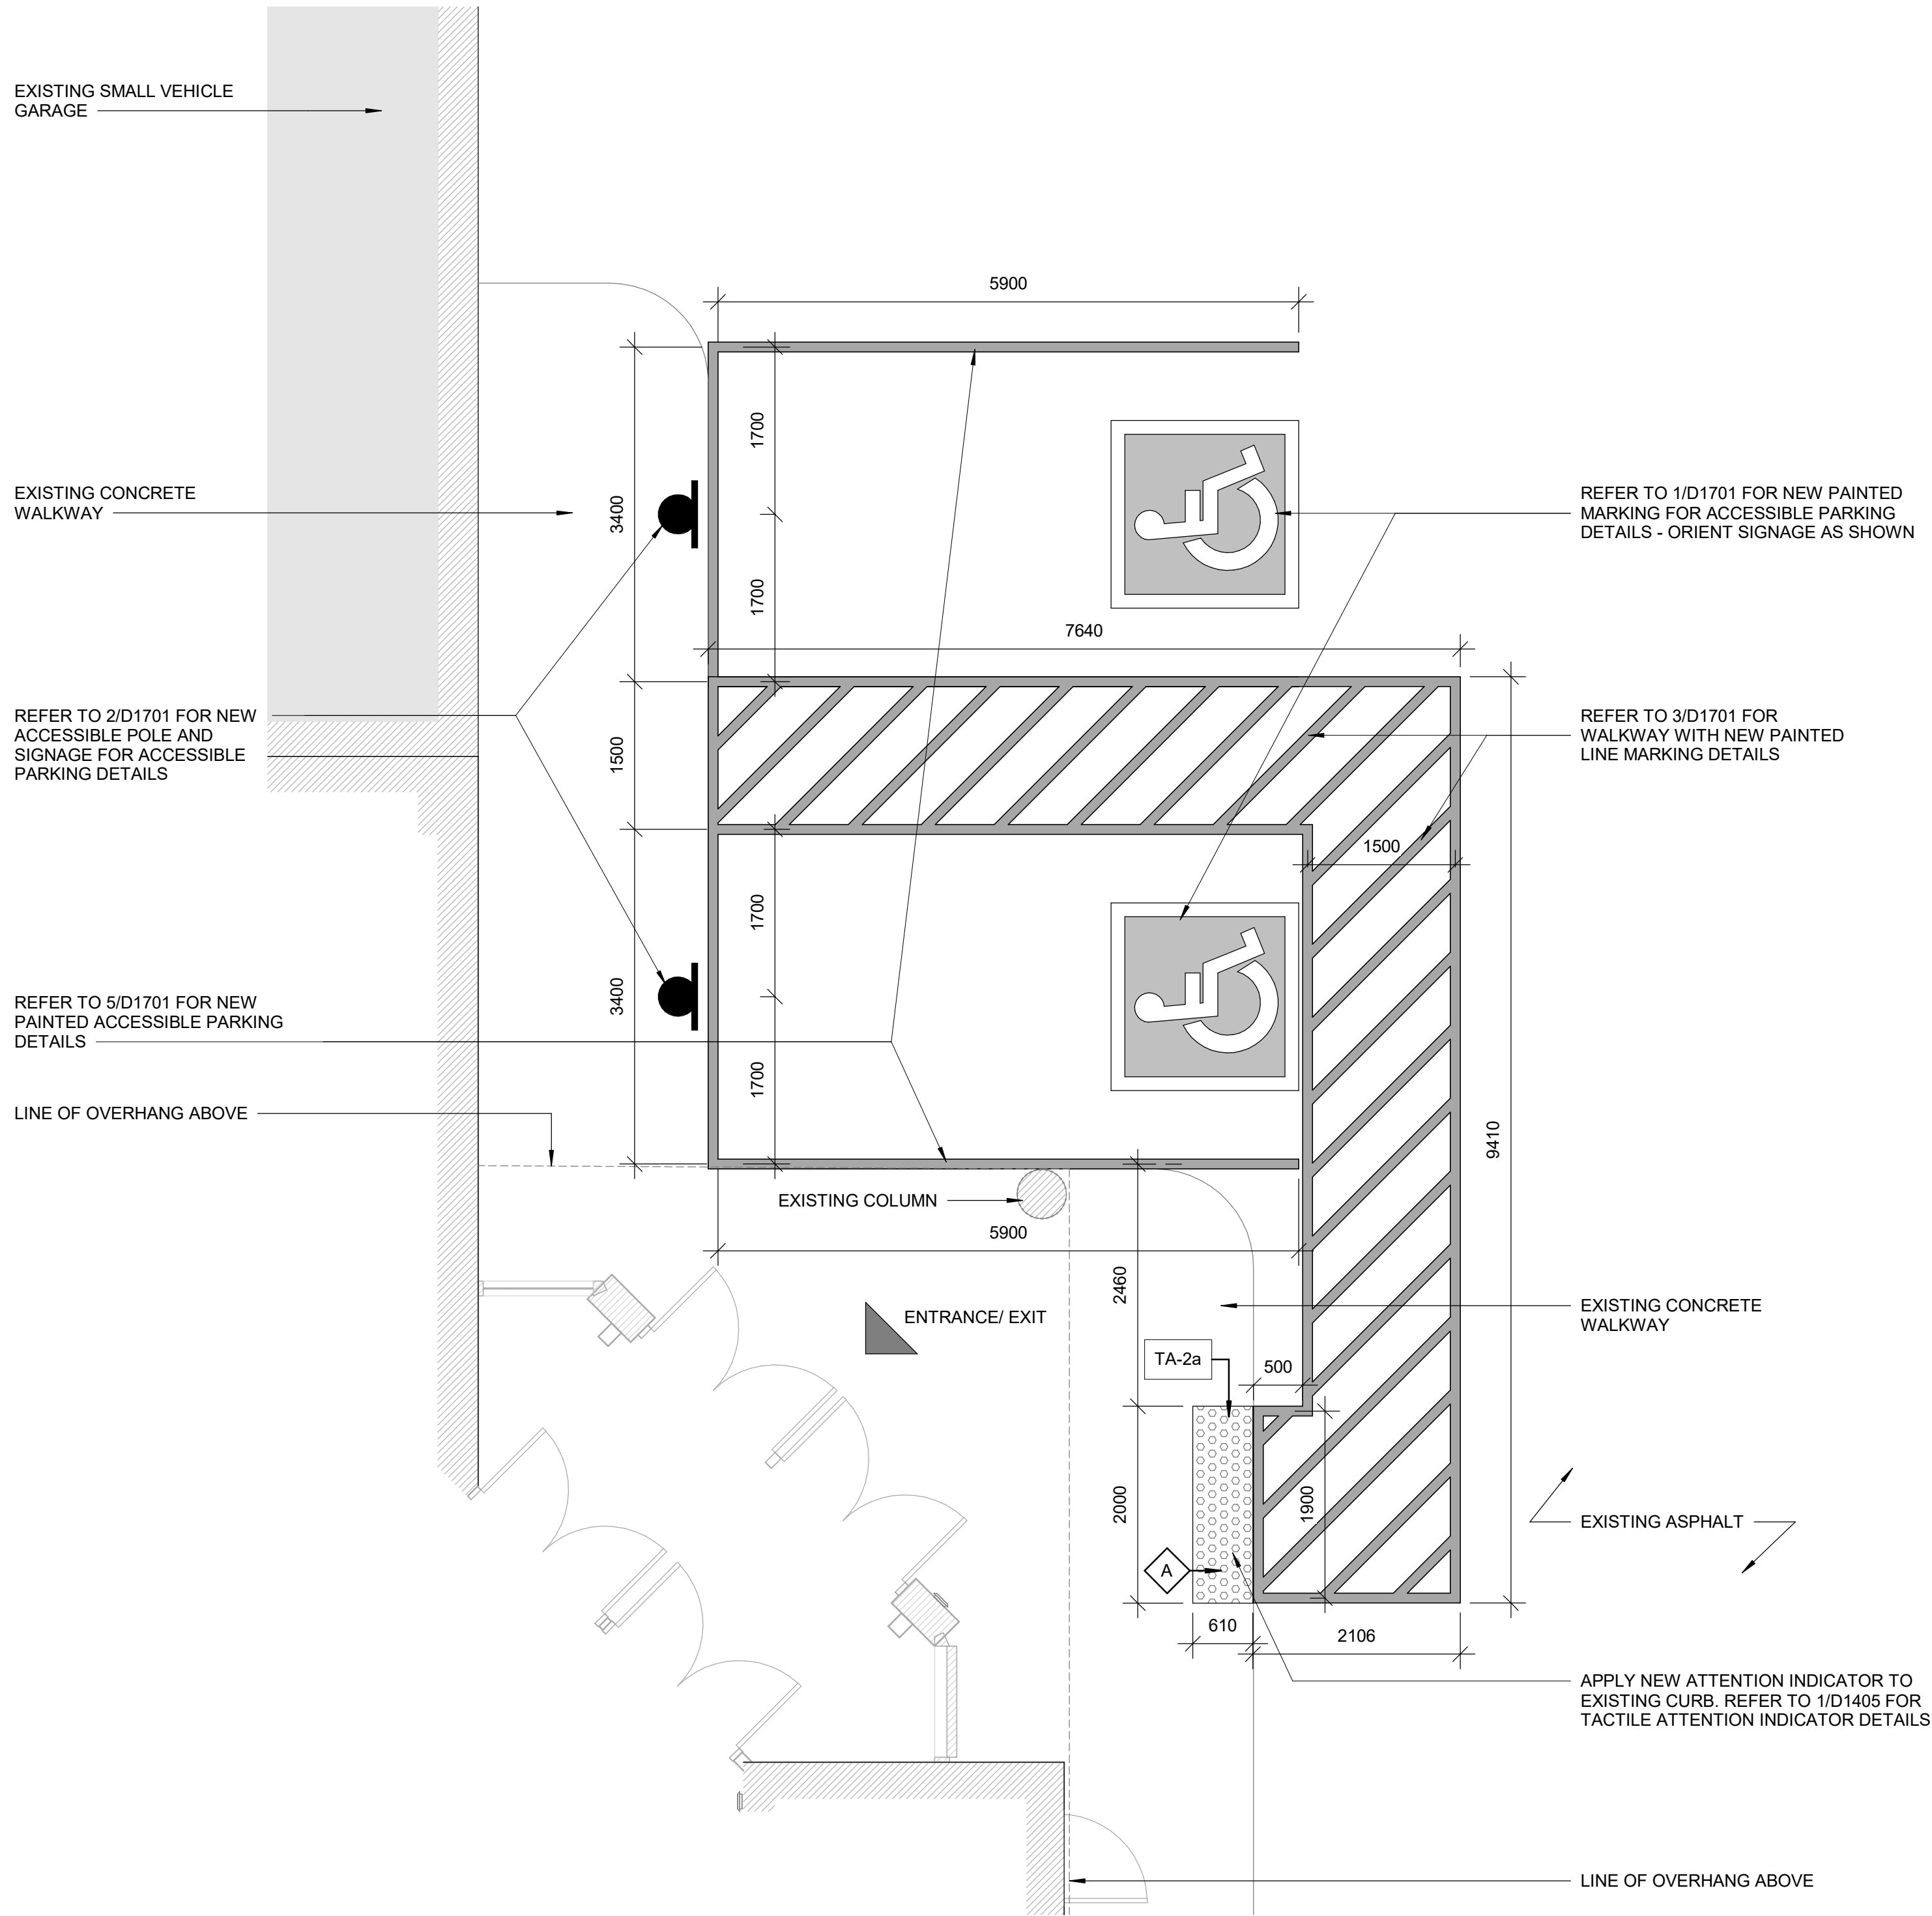 EXISTING SMALL VEHICLE
GARAGE
5900
1700
3400
EXISTING CONCRETE
WALKWAY
REFER TO 1/D1701 FOR NEW PAINTED
MARKING FOR ACCESSIBLE PARKING
DETAILS - ORIENT SIGNAGE AS SHOWN
1700
7640
REFER TO 2/D1701 FOR NEW
ACCESSIBLE POLE AND
SIGNAGE FOR ACCESSIBLE
PARKING DETAILS
1500
REFER TO 3/D1701 FOR
WALKWAY WITH NEW PAINTED
LINE MARKING DETAILS
1500
1700
3400
REFER TO 5/D1701 FOR NEW
PAINTED ACCESSIBLE PARKING
DETAILS
1700
LINE OF OVERHANG ABOVE
9410
EXISTING COLUMN
5900
2460
ENTRANCE/ EXIT
EXISTING CONCRETE
WALKWAY
TA-2a
500
2000
1900
EXISTING ASPHALT
A
610
2106
APPLY NEW ATTENTION INDICATOR TO
EXISTING CURB. REFER TO 1/D1405 FOR
TACTILE ATTENTION INDICATOR DETAILS
LINE OF OVERHANG ABOVE